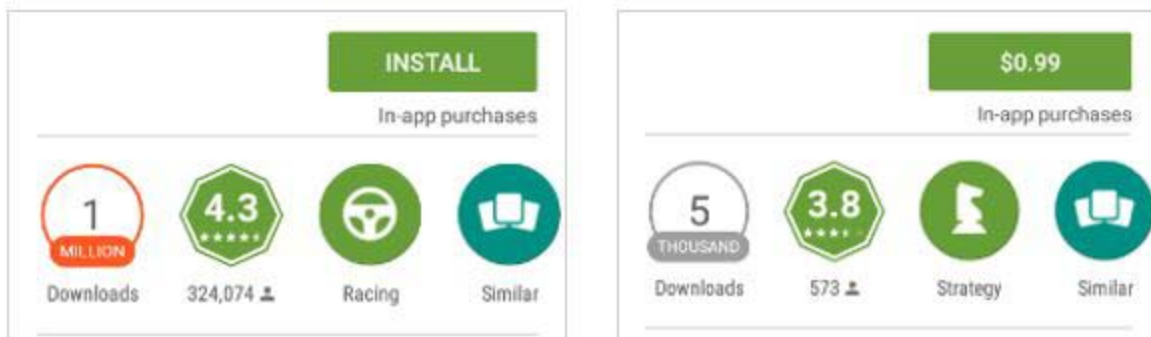 INSTALL
In-app purchases
1
MILLION
4.3
Downloads
324,074
Racing
Similar
$0.99
In-app purchases
5
THOUSAND
3.8
Downloads
573
Strategy
Similar